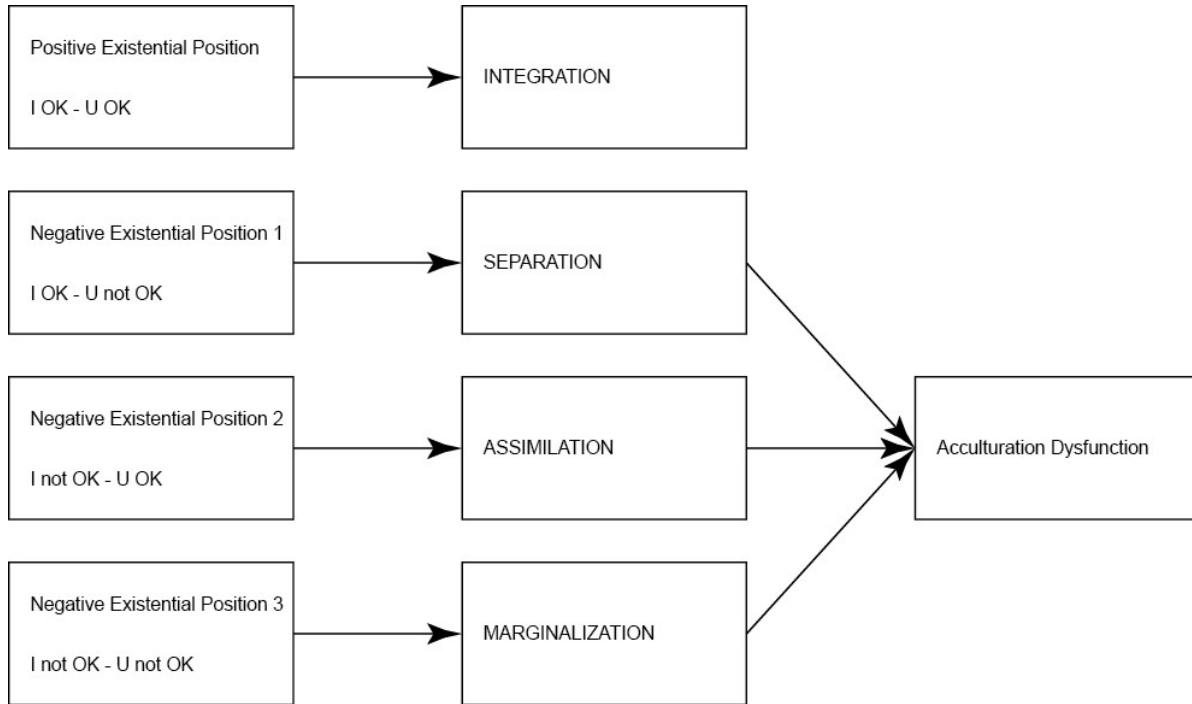 Positive Existential Position
I OK - U OK
INTEGRATION
Negative Existential Position 1
I OK - U not OK
SEPARATION
Negative Existential Position 2
I not OK - U OK
ASSIMILATION
Acculturation Dysfunction
Negative Existential Position 3
I not OK - U not OK
MARGINALIZATION